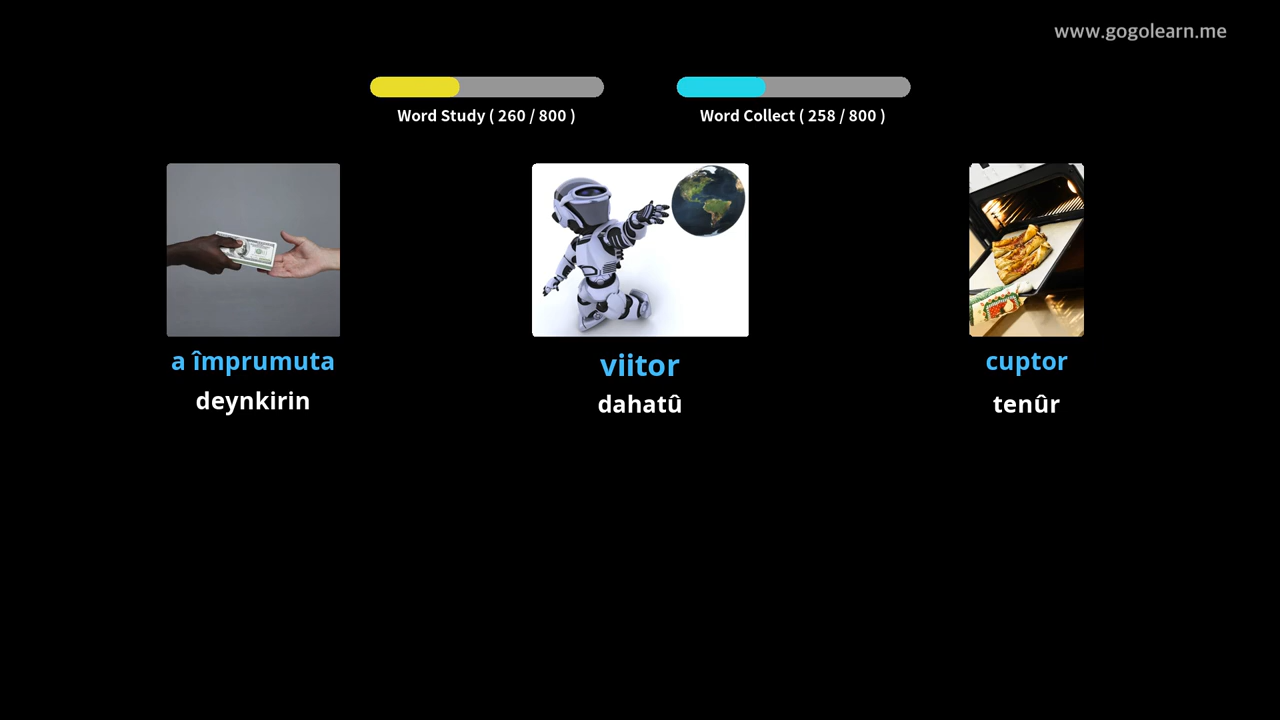 www.gogolearn.me
Word Study ( 260 / 800 )
Word Collect ( 258 / 800 )
a împrumuta
deynkirin
viitor
dahatû
cuptor
tenûr